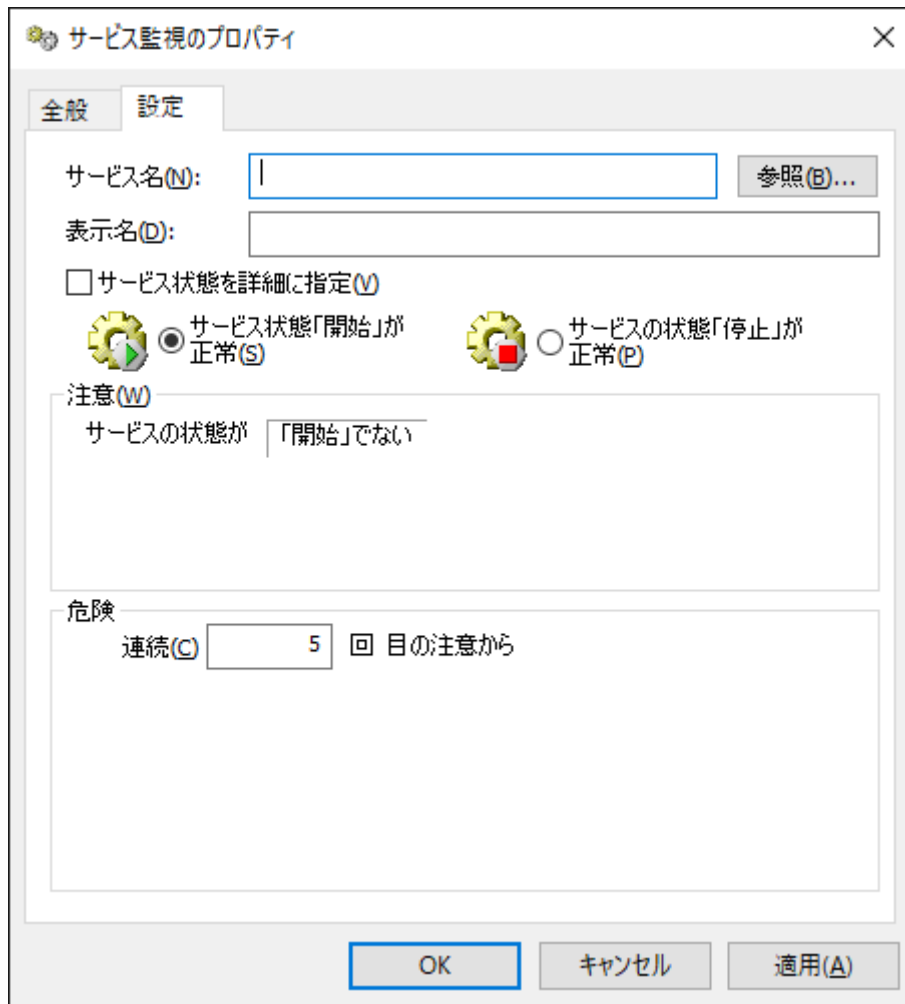 サービス監視のプロパティ
全般 設定
サービス名(N): 参照(B)...
表示名(D):
サービス状態を詳細に指定(V)
サービス状態「開始」が
正常(S)
サービスの状態「停止」が
正常(P)
注意(W)
サービスの状態が 「開始」でない
危険
連続(C) 5 回 目の注意から
OK キャンセル 適用(A)